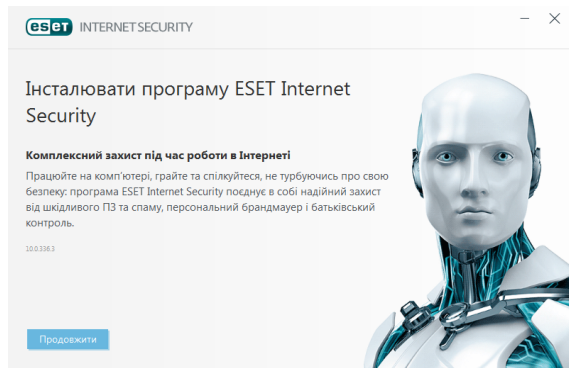 eset INTERNET SECURITY
Інсталювати програму ESET Internet
Security
Комплексний захист під час роботи в Інтернеті
Працюйте на комп'ютері, грайте та спілкуйтеся, не турбуючись про свою
безпеку: програма ESET Internet Security поєднує в собі надійний захист
від шкідливого ПЗ та спаму, персональний брандмауер і батьківський
контроль.
10.0.336.3
Продовжити